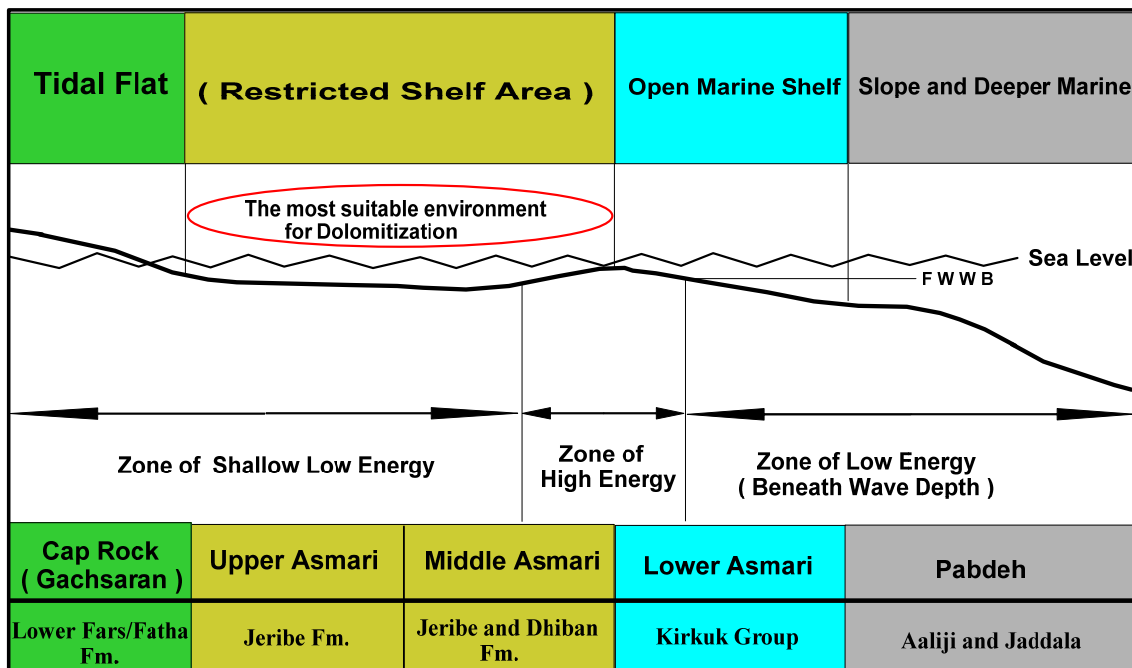 Tidal Flat
( Restricted Shelf Area )
Open Marine Shelf
Slope and Deeper Marine
The most suitable environment
for Dolomitization
Sea Level
F W W B
Zone of Shallow Low Energy
Zone of
High Energy
Zone of Low Energy
( Beneath Wave Depth )
Cap Rock
( Gachsaran )
Upper Asmari
Middle Asmari
Lower Asmari
Pabdeh
Lower Fars/Fatha
Fm.
Jeribe Fm.
Jeribe and Dhiban
Fm.
Kirkuk Group
Aaliji and Jaddala